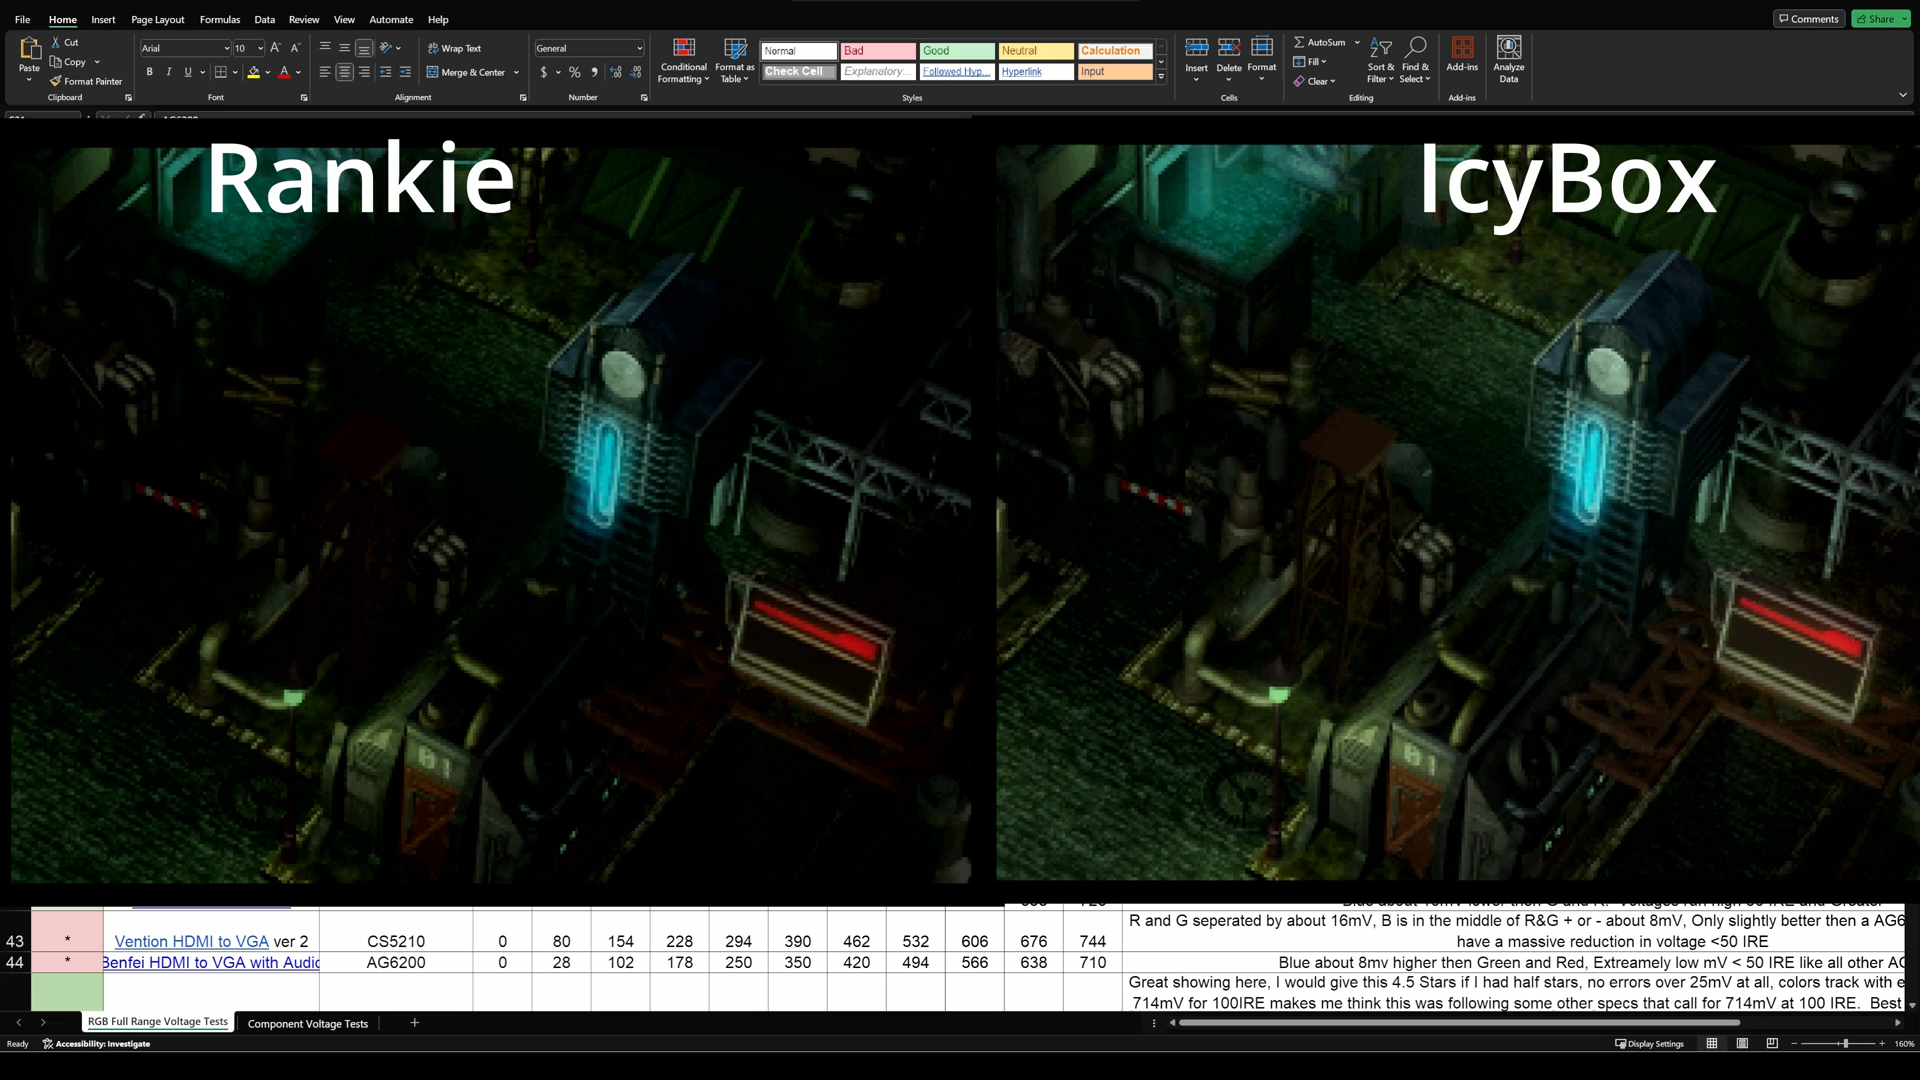 File Home Insert Page Layout Formulas Data Review View Automate Help Comments Share
Paste Cut Copy Format Painter Clipboard
Arial 10 B I U A Font
Wrap Text Merge & Center Alignment
General $ % Number
Conditional Formatting Format as Table
Normal Bad Good Neutral Calculation
Check Cell Explanatory... Followed Hyp... Hyperlink Input
Styles
Insert Delete Format Cells
AutoSum Fill Clear Sort & Filter Find & Select Editing
Add-ins Add-ins
Analyze Data
Rankie
IcyBox
R and G seperated by about 16mV, B is in the middle of R&G + or - about 8mV, Only slightly better then a AG6
43 * Vention HDMI to VGA ver 2 CS5210 0 80 154 228 294 390 462 532 606 676 744 have a massive reduction in voltage <50 IRE
44 * Benfei HDMI to VGA with Audio AG6200 0 28 102 178 250 350 420 494 566 638 710 Blue about 8mv higher then Green and Red, Extreamely low mV < 50 IRE like all other AG
Great showing here, I would give this 4.5 Stars if I had half stars, no errors over 25mV at all, colors track with e
714mV for 100IRE makes me think this was following some other specs that call for 714mV at 100 IRE. Best
RGB Full Range Voltage Tests Component Voltage Tests +
Ready Accessibility: Investigate Display Settings 160%